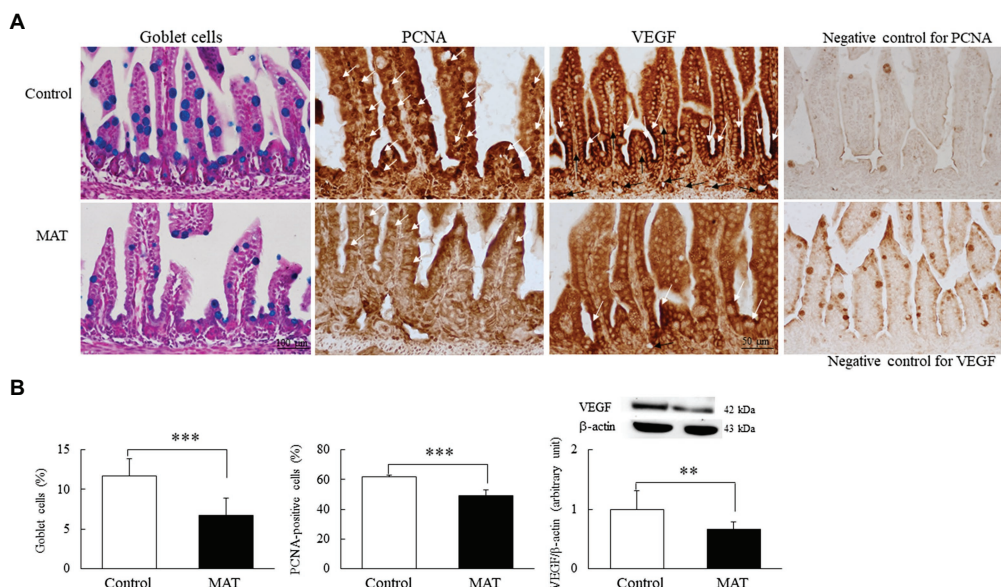 A
Goblet cells
PCNA
VEGF
Negative control for PCNA
Control
MAT
100 μm
50 μm
Negative control for VEGF
B
VEGF
42 kDa
β-actin
43 kDa
Goblet cells (%)
15
10
5
0
***
Control
MAT
PCNA-positive cells (%)
80
60
40
20
0
***
Control
MAT
VEGF/β-actin (arbitrary unit)
2
1
0
**
Control
MAT